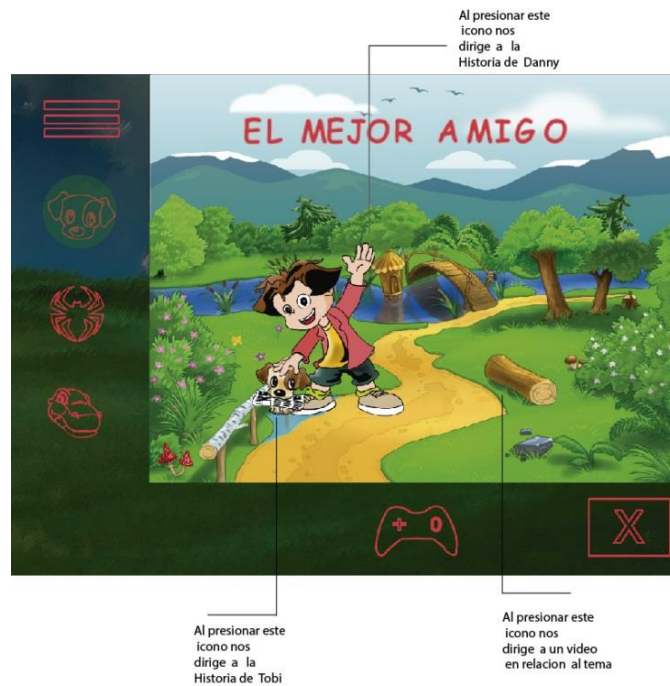 Al presionar este
icono nos
dirige a la
Historia de Danny
EL MEJOR AMIGO
X
Al presionar este
icono nos
dirige a la
Historia de Tobi
Al presionar este
icono nos
dirige a un video
en relacion al tema